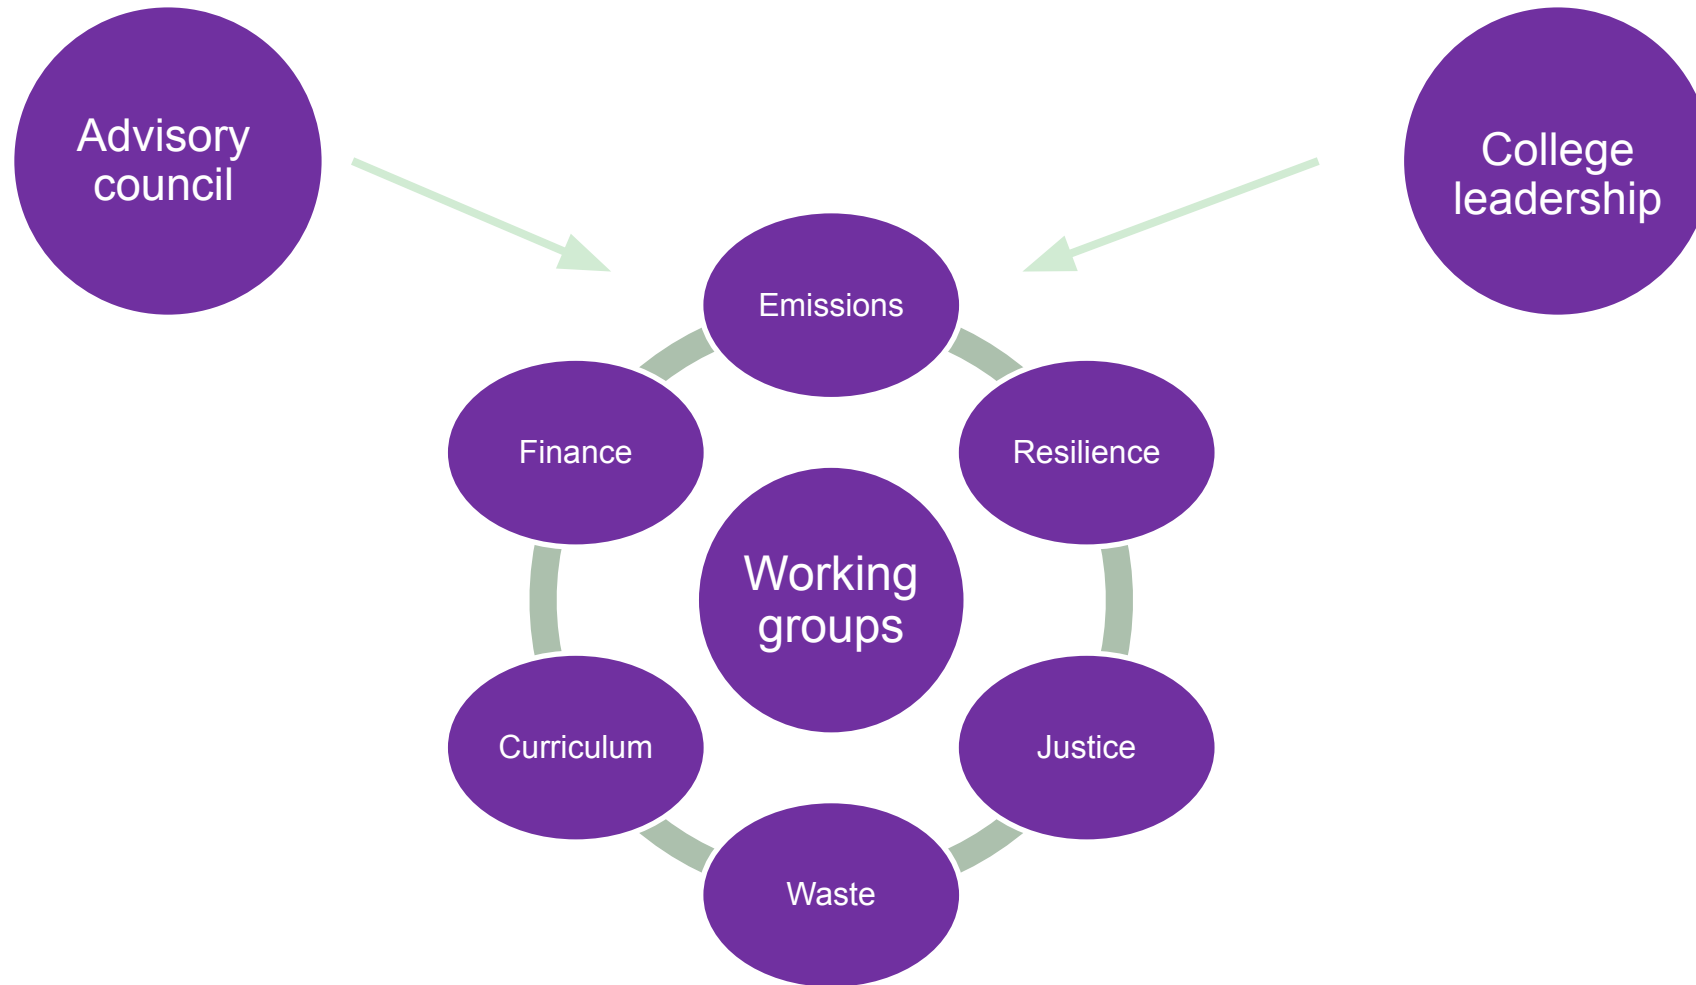 Advisory
council
College
leadership
Emissions
Finance
Resilience
Working
groups
Curriculum
Justice
Waste